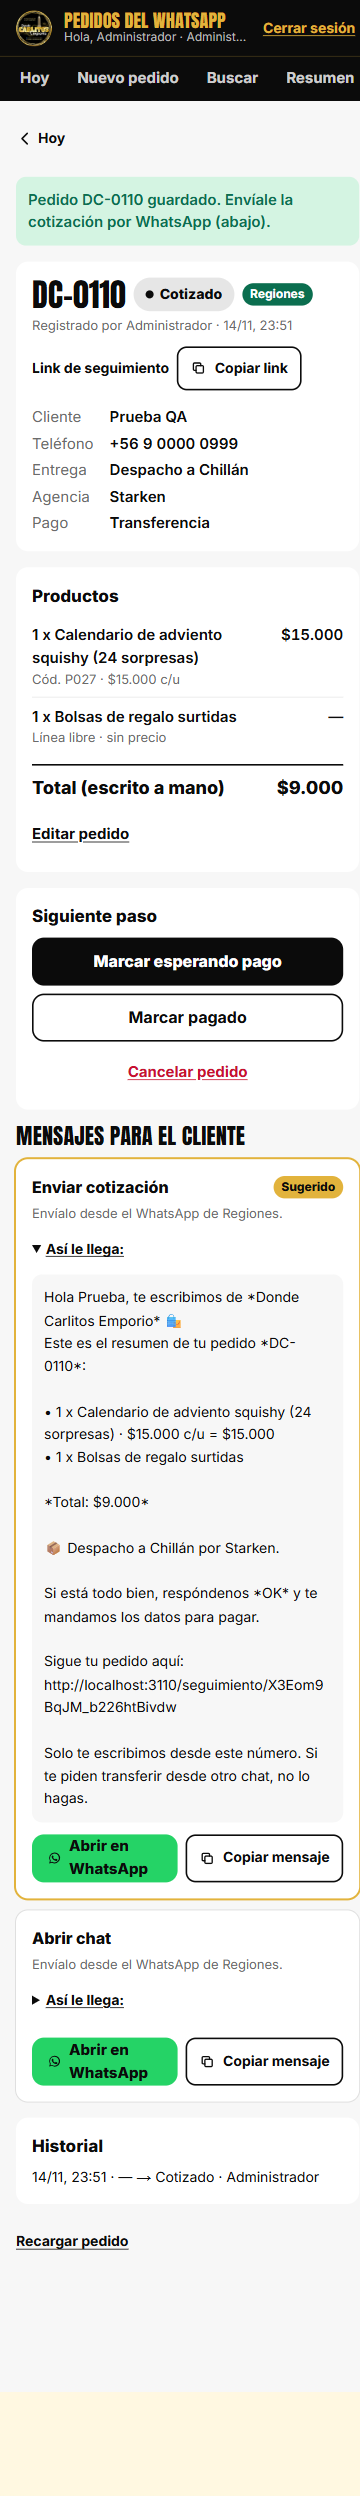 PEDIDOS DEL WHATSAPP
Hola, Administrador · Administ...
Cerrar sesión
Hoy Nuevo pedido Buscar Resumen
Hoy
Pedido DC-0110 guardado. Envíale la
cotización por WhatsApp (abajo).
DC-0110 Cotizado Regiones
Registrado por Administrador · 14/11, 23:51
Link de seguimiento Copiar link
Cliente Prueba QA
Teléfono +56 9 0000 0999
Entrega Despacho a Chillán
Agencia Starken
Pago Transferencia
Productos
1 x Calendario de adviento $15.000
squishy (24 sorpresas)
Cód. P027 · $15.000 c/u
1 x Bolsas de regalo surtidas —
Línea libre · sin precio
Total (escrito a mano) $9.000
Editar pedido
Siguiente paso
Marcar esperando pago
Marcar pagado
Cancelar pedido
MENSAJES PARA EL CLIENTE
Enviar cotización Sugerido
Envíalo desde el WhatsApp de Regiones.
▼ Así le llega:
Hola Prueba, te escribimos de *Donde
Carlitos Emporio* 🛍️
Este es el resumen de tu pedido *DC-
0110*:
• 1 x Calendario de adviento squishy (24
sorpresas) · $15.000 c/u = $15.000
• 1 x Bolsas de regalo surtidas
*Total: $9.000*
📦 Despacho a Chillán por Starken.
Si está todo bien, respóndenos *OK* y te
mandamos los datos para pagar.
Sigue tu pedido aquí:
http://localhost:3110/seguimiento/X3Eom9
BqJM_b226htBivdw
Solo te escribimos desde este número. Si
te piden transferir desde otro chat, no lo
hagas.
Abrir en
WhatsApp
Copiar mensaje
Abrir chat
Envíalo desde el WhatsApp de Regiones.
▶ Así le llega:
Abrir en
WhatsApp
Copiar mensaje
Historial
14/11, 23:51 · — → Cotizado · Administrador
Recargar pedido